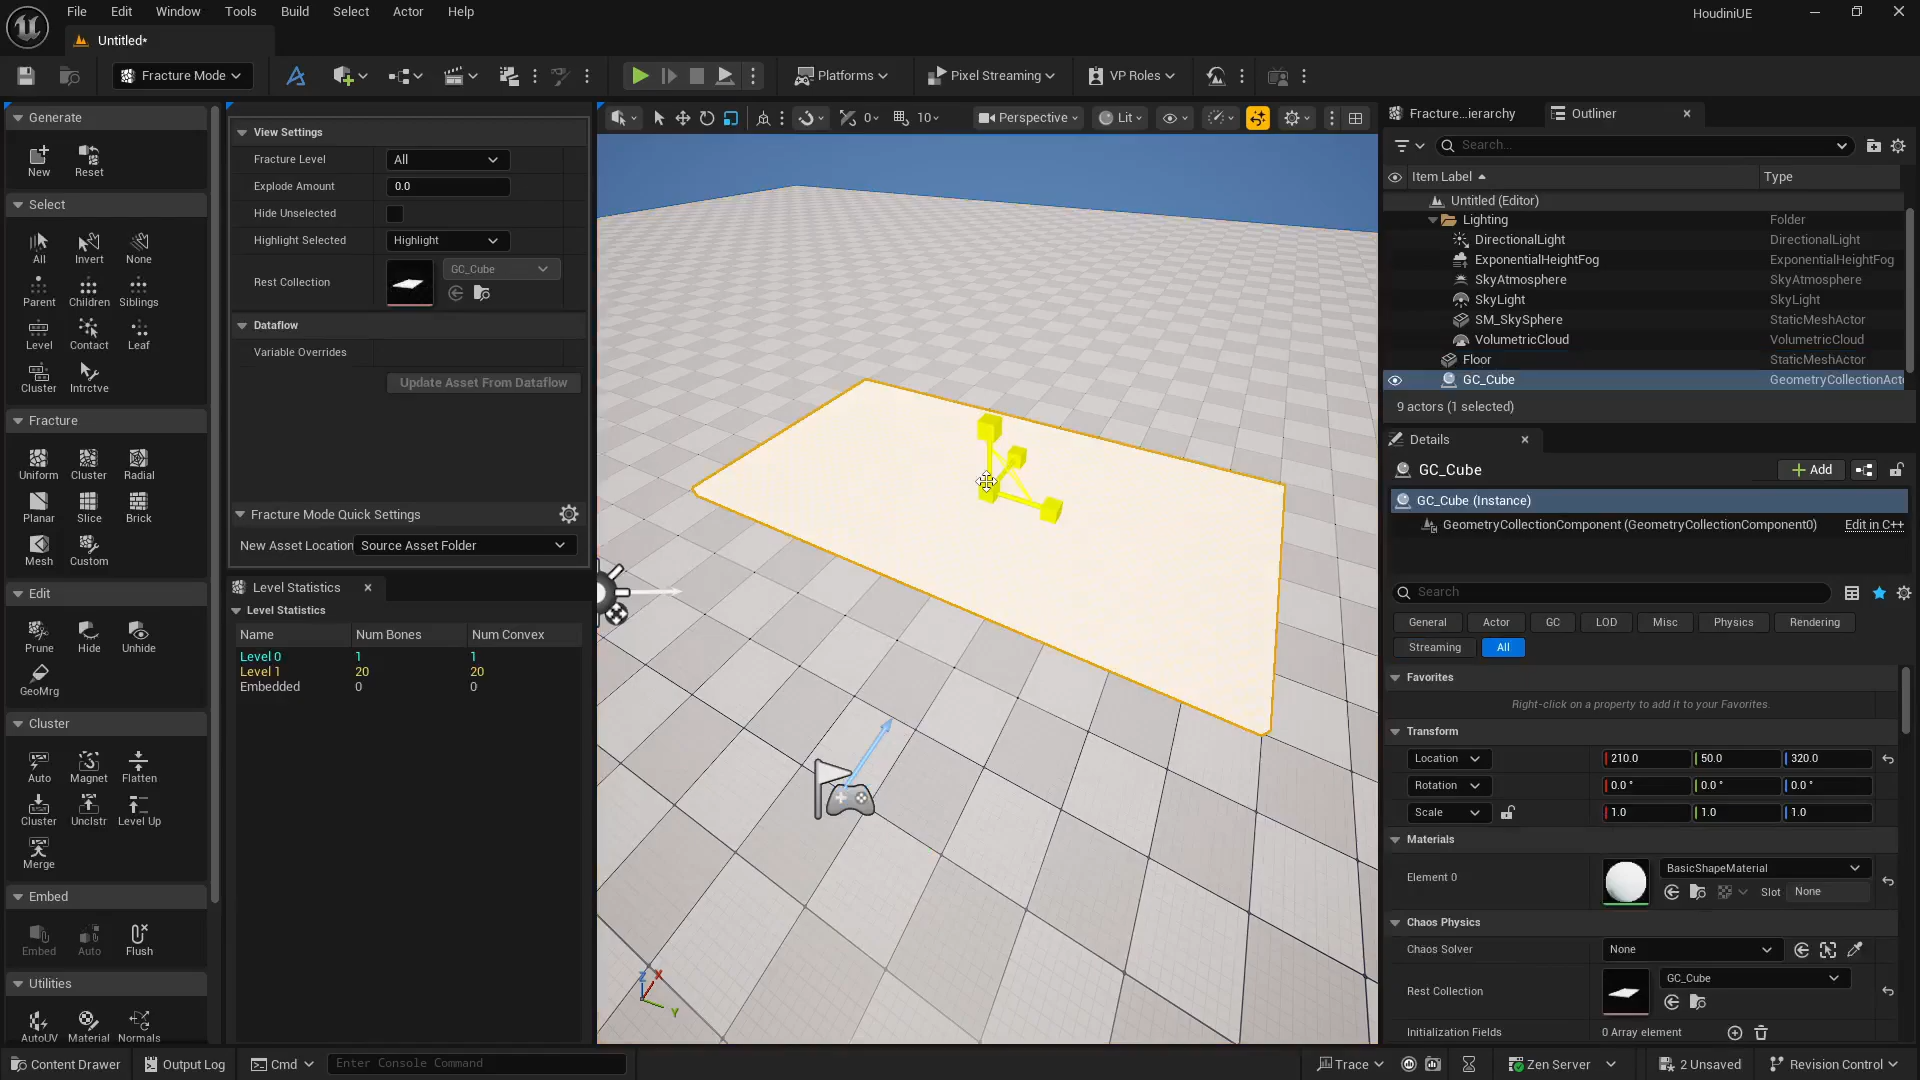 File Edit Window Tools Build Select Actor Help
HoudiniUE
Untitled*
Fracture Mode
Platforms
Pixel Streaming
VP Roles
Generate
New Reset
Select
All Invert None
Parent Children Siblings
Level Contact Leaf
Cluster Intrctve
Fracture
Uniform Cluster Radial
Planar Slice Brick
Mesh Custom
Edit
Prune Hide Unhide
GeoMrg
Cluster
Auto Magnet Flatten
Cluster Unclstr Level Up
Merge
Embed
Embed Auto Flush
Utilities
AutoUV Material Normals
View Settings
Fracture Level All
Explode Amount 0.0
Hide Unselected
Highlight Selected Highlight
Rest Collection GC_Cube
Dataflow
Variable Overrides
Update Asset From Dataflow
Fracture Mode Quick Settings
New Asset Location Source Asset Folder
Level Statistics
Level Statistics
Name Num Bones Num Convex
Level 0 1 1
Level 1 20 20
Embedded 0 0
0 10 Perspective Lit
Z X Y
Fracture...ierarchy Outliner
Search...
Item Label Type
Untitled (Editor)
Lighting Folder
DirectionalLight DirectionalLight
ExponentialHeightFog ExponentialHeightFog
SkyAtmosphere SkyAtmosphere
SkyLight SkyLight
SM_SkySphere StaticMeshActor
VolumetricCloud VolumetricCloud
Floor StaticMeshActor
GC_Cube GeometryCollectionActo
9 actors (1 selected)
Details
GC_Cube Add
GC_Cube (Instance)
GeometryCollectionComponent (GeometryCollectionComponent0) Edit in C++
Search
General Actor GC LOD Misc Physics Rendering
Streaming All
Favorites
Right-click on a property to add it to your Favorites.
Transform
Location 210.0 50.0 320.0
Rotation 0.0 ° 0.0 ° 0.0 °
Scale 1.0 1.0 1.0
Materials
Element 0 BasicShapeMaterial
Slot None
Chaos Physics
Chaos Solver None
Rest Collection GC_Cube
Initialization Fields 0 Array element
Content Drawer Output Log Cmd Enter Console Command Trace Zen Server 2 Unsaved Revision Control